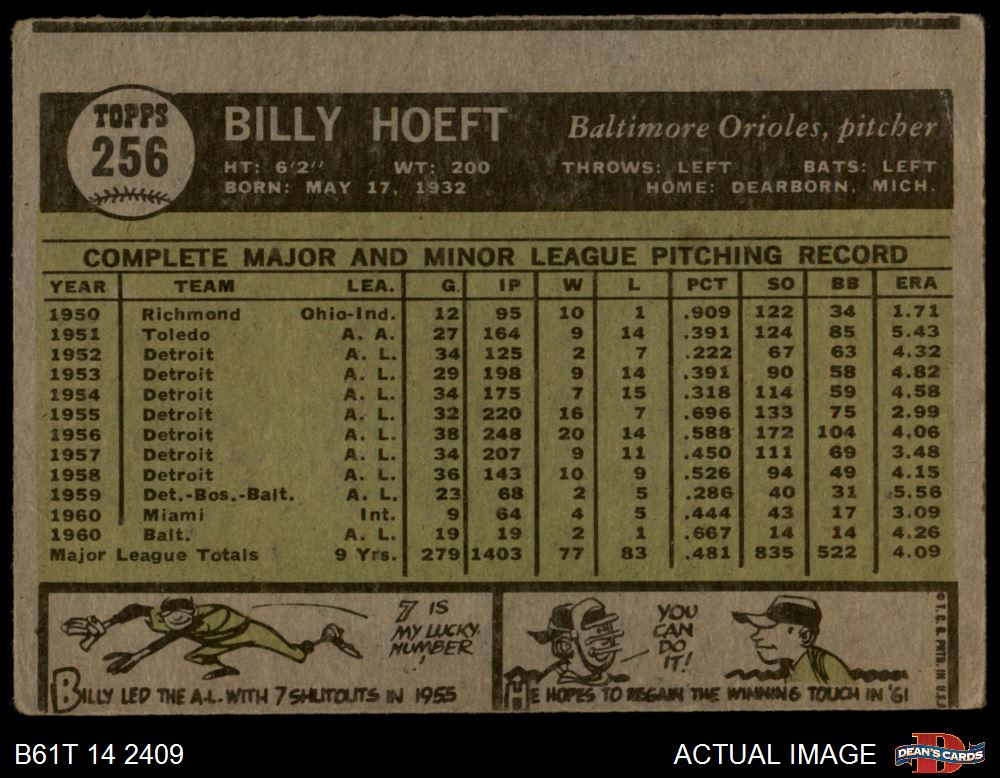 TOPPS
256
BILLY HOEFT
Baltimore Orioles, pitcher
HT: 6'2" WT: 200 THROWS: LEFT BATS: LEFT
BORN: MAY 17, 1932 HOME: DEARBORN, MICH.
COMPLETE MAJOR AND MINOR LEAGUE PITCHING RECORD
YEAR TEAM LEA. G. IP W L PCT SO BB ERA
1950 Richmond Ohio-Ind. 12 95 10 1 .909 122 34 1.71
1951 Toledo A. A. 27 164 9 14 .391 124 85 5.43
1952 Detroit A. L. 34 125 2 7 .222 67 63 4.32
1953 Detroit A. L. 29 198 9 14 .391 90 58 4.82
1954 Detroit A. L. 34 175 7 15 .318 114 59 4.58
1955 Detroit A. L. 32 220 16 7 .696 133 75 2.99
1956 Detroit A. L. 38 248 20 14 .588 172 104 4.06
1957 Detroit A. L. 34 207 9 11 .450 111 69 3.48
1958 Detroit A. L. 36 143 10 9 .526 94 49 4.15
1959 Det.-Bos.-Balt. A. L. 23 68 2 5 .286 40 31 5.56
1960 Miami Int. 9 64 4 5 .444 43 17 3.09
1960 Balt. A. L. 19 19 2 1 .667 14 14 4.26
Major League Totals 9 Yrs. 279 1403 77 83 .481 835 522 4.09
7 IS
MY LUCKY
NUMBER
!
BILLY LED THE A.L. WITH 7 SHUTOUTS IN 1955
YOU
CAN
DO
IT!
HE HOPES TO REGAIN THE WINNING TOUCH IN '61
© T. C. G. PRTD. IN U.S.A.
B61T 14 2409
ACTUAL IMAGE
DEAN'S CARDS